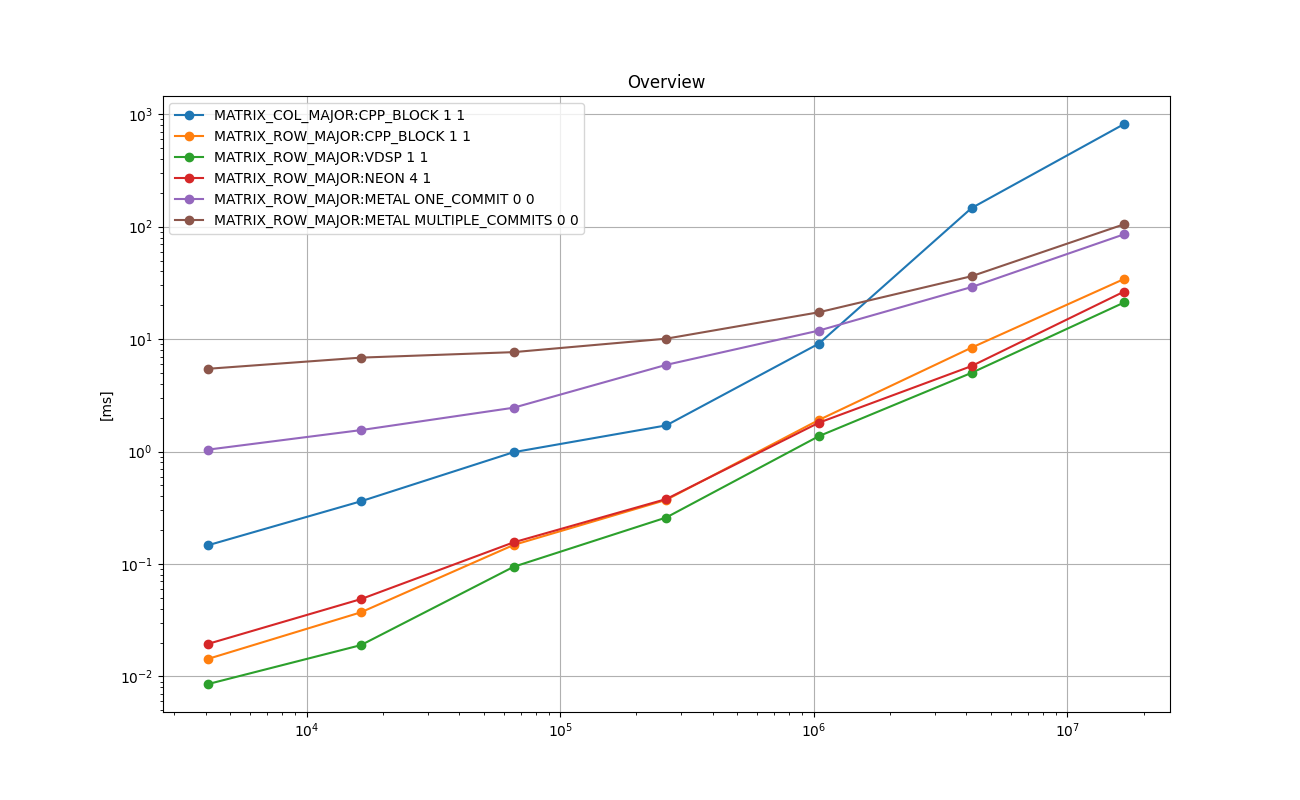 Overview
MATRIX_COL_MAJOR:CPP_BLOCK 1 1
MATRIX_ROW_MAJOR:CPP_BLOCK 1 1
MATRIX_ROW_MAJOR:VDSP 1 1
MATRIX_ROW_MAJOR:NEON 4 1
MATRIX_ROW_MAJOR:METAL ONE_COMMIT 0 0
MATRIX_ROW_MAJOR:METAL MULTIPLE_COMMITS 0 0
10³
10²
10¹
10⁰
10⁻¹
10⁻²
[ms]
10⁴ 10⁵ 10⁶ 10⁷